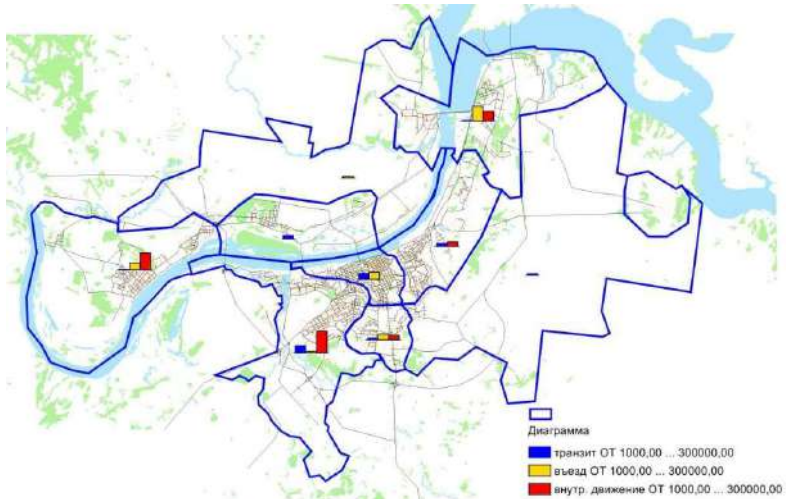 Диаграмма
транзит ОТ 1000,00 ... 300000,00
въезд ОТ 1000,00 ... 300000,00
внутр. движение ОТ 1000,00 ... 300000,00